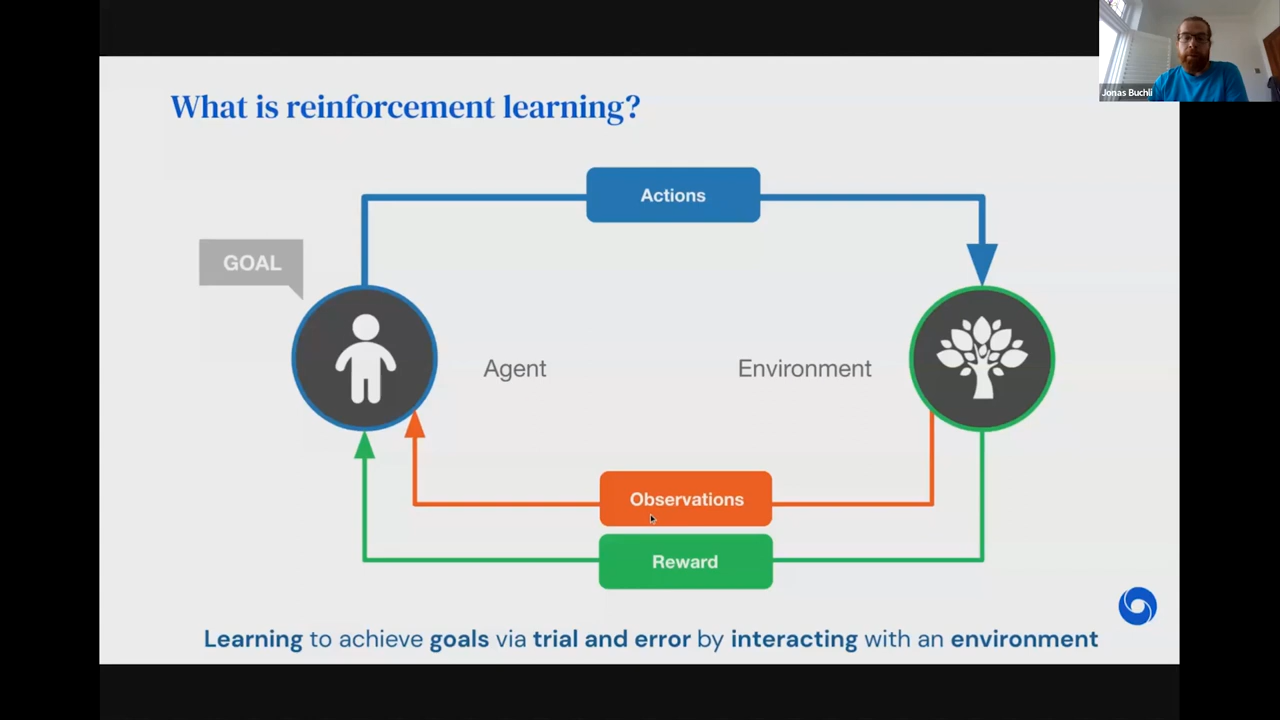 Jonas Buchli
What is reinforcement learning?
Actions
GOAL
Agent
Environment
Observations
Reward
Learning to achieve goals via trial and error by interacting with an environment